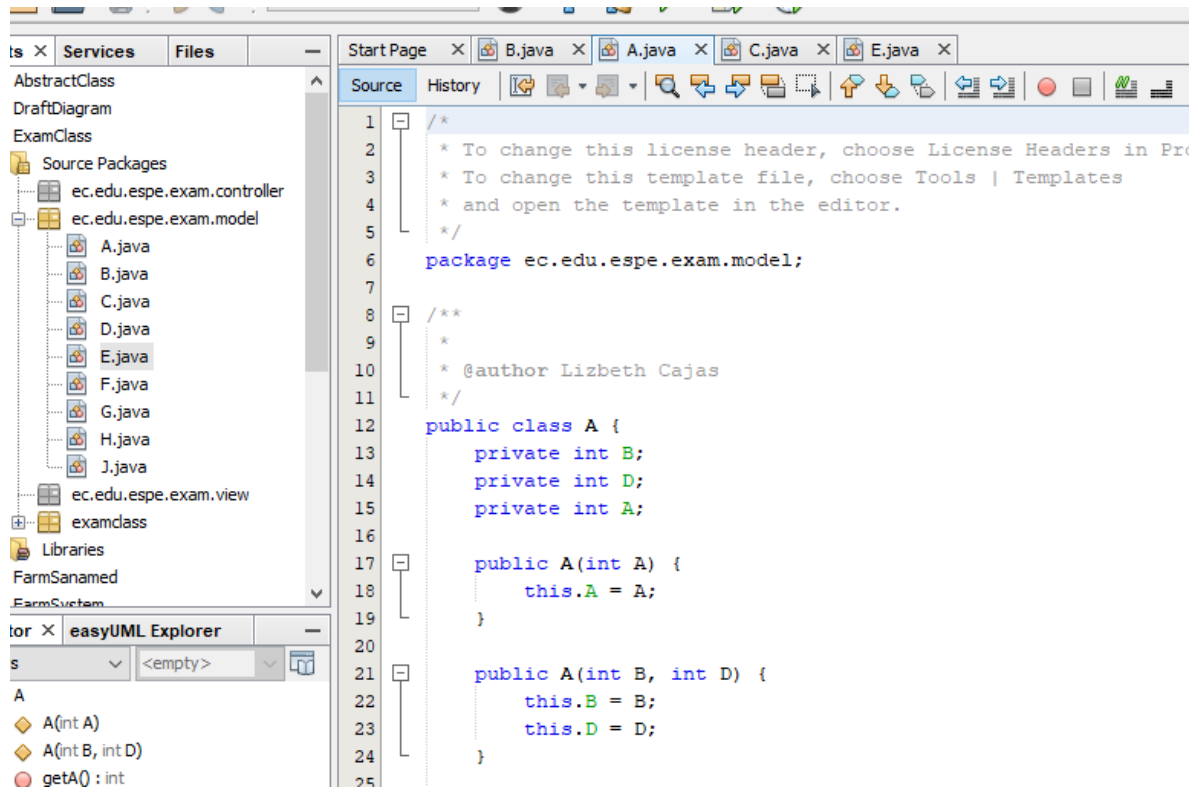 ts × Services Files
AbstractClass
DraftDiagram
ExamClass
Source Packages
ec.edu.espe.exam.controller
ec.edu.espe.exam.model
A.java
B.java
C.java
D.java
E.java
F.java
G.java
H.java
J.java
ec.edu.espe.exam.view
examclass
Libraries
FarmSanamed
FarmSystem
tor × easyUML Explorer
s <empty>
A
A(int A)
A(int B, int D)
getA() : int
Start Page × B.java × A.java × C.java × E.java ×
Source History
1 /*
2 * To change this license header, choose License Headers in Pro
3 * To change this template file, choose Tools | Templates
4 * and open the template in the editor.
5 */
6 package ec.edu.espe.exam.model;
7
8 /**
9 *
10 * @author Lizbeth Cajas
11 */
12 public class A {
13 private int B;
14 private int D;
15 private int A;
16
17 public A(int A) {
18 this.A = A;
19 }
20
21 public A(int B, int D) {
22 this.B = B;
23 this.D = D;
24 }
25